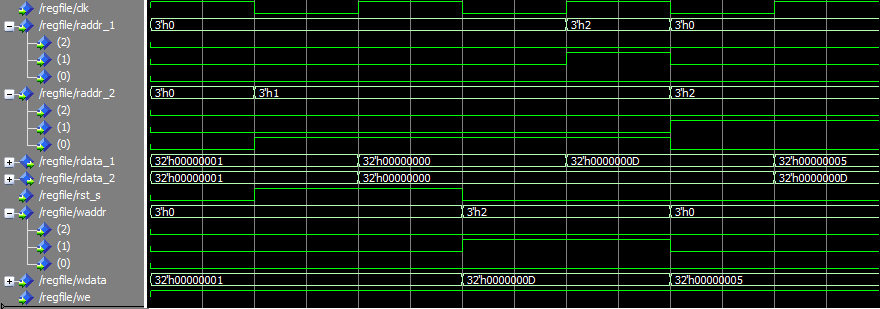 /regfile/clk
/regfile/raddr_1 3'h0 3'h2 3'h0
(2)
(1)
(0)
/regfile/raddr_2 3'h0 3'h1 3'h2
(2)
(1)
(0)
/regfile/rdata_1 32'h00000001 32'h00000000 32'h0000000D 32'h00000005
/regfile/rdata_2 32'h00000001 32'h00000000 32'h0000000D
/regfile/rst_s
/regfile/waddr 3'h0 3'h2 3'h0
(2)
(1)
(0)
/regfile/wdata 32'h00000001 32'h0000000D 32'h00000005
/regfile/we